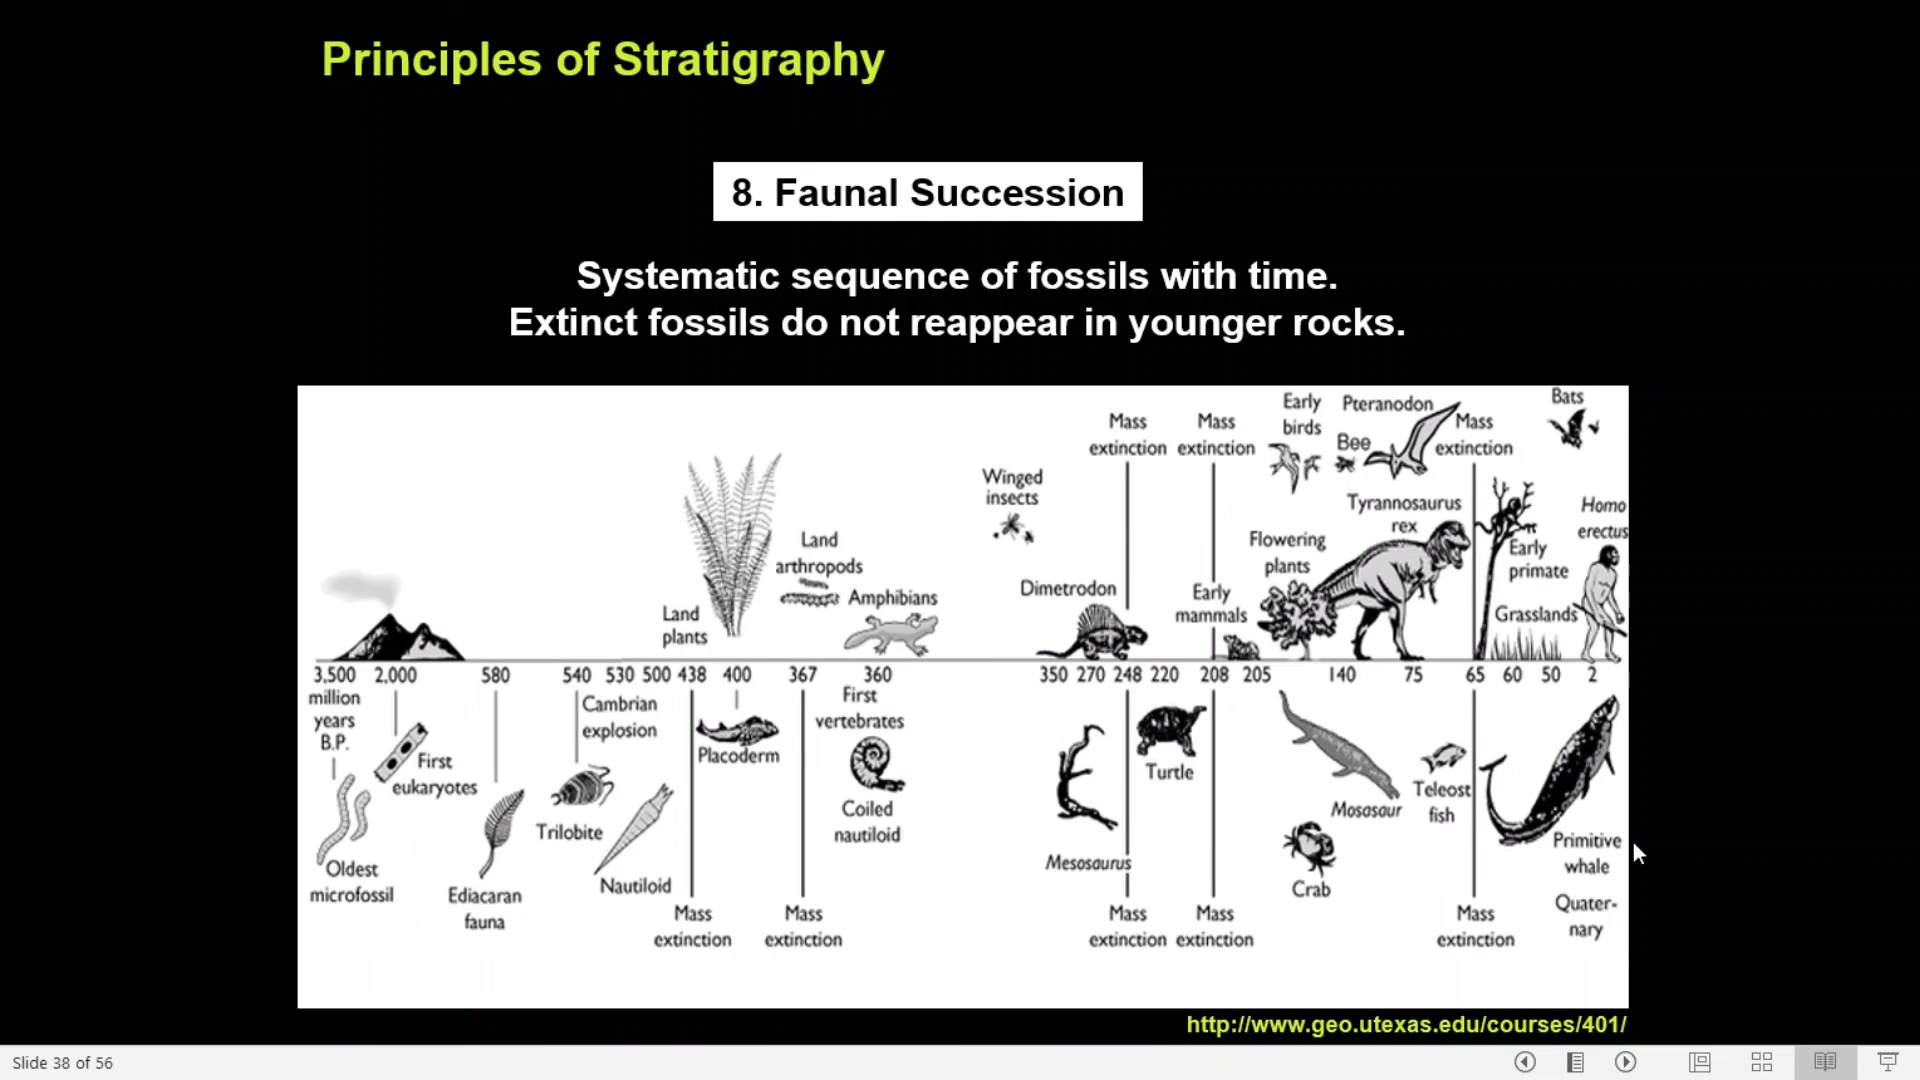 Principles of Stratigraphy
8. Faunal Succession
Systematic sequence of fossils with time.
Extinct fossils do not reappear in younger rocks.
Mass
extinction
Mass
extinction
Early
birds
Pteranodon
Bee
Mass
extinction
Bats
Winged
insects
Land
arthropods
Land
plants
Amphibians
Dimetrodon
Early
mammals
Flowering
plants
Tyrannosaurus
rex
Early
primate
Grasslands
Homo
erectus
3,500 2,000 580 540 530 500 438 400 367 360 350 270 248 220 208 205 140 75 65 60 50 2
million
years
B.P.
Oldest
microfossil
First
eukaryotes
Ediacaran
fauna
Cambrian
explosion
Trilobite
Nautiloid
Placoderm
First
vertebrates
Coiled
nautiloid
Mesosaurus
Turtle
Mosasaur
Crab
Teleost
fish
Primitive
whale
Quater-
nary
Mass
extinction
Mass
extinction
Mass
extinction
Mass
extinction
Mass
extinction
http://www.geo.utexas.edu/courses/401/
Slide 38 of 56